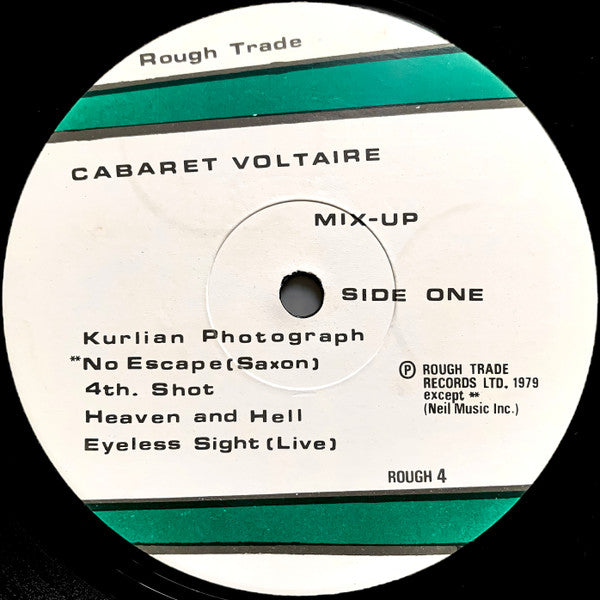 Rough Trade
CABARET VOLTAIRE
MIX-UP
SIDE ONE
Kurlian Photograph
**No Escape (Saxon)
4th. Shot
Heaven and Hell
Eyeless Sight (Live)
℗ ROUGH TRADE
RECORDS LTD. 1979
except **
(Neil Music Inc.)
ROUGH 4